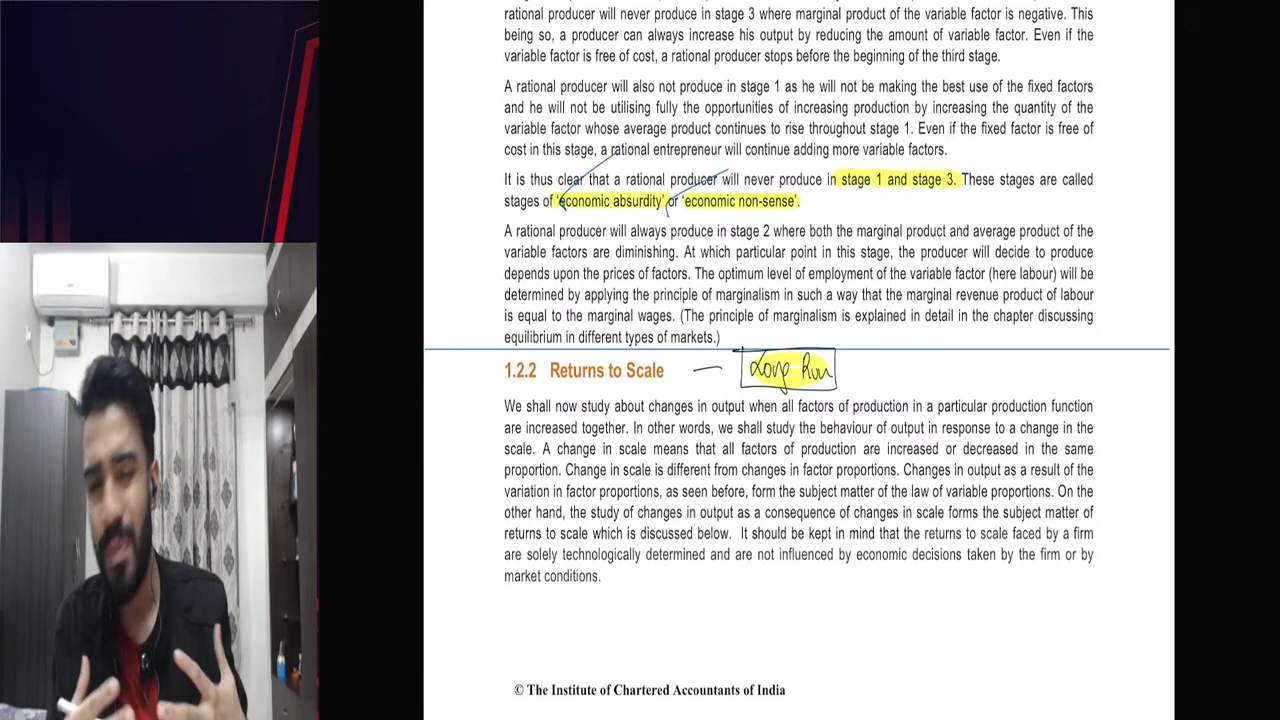 rational producer will never produce in stage 3 where marginal product of the variable factor is negative. This
being so, a producer can always increase his output by reducing the amount of variable factor. Even if the
variable factor is free of cost, a rational producer stops before the beginning of the third stage.
A rational producer will also not produce in stage 1 as he will not be making the best use of the fixed factors
and he will not be utilising fully the opportunities of increasing production by increasing the quantity of the
variable factor whose average product continues to rise throughout stage 1. Even if the fixed factor is free of
cost in this stage, a rational entrepreneur will continue adding more variable factors.
It is thus clear that a rational producer will never produce in stage 1 and stage 3. These stages are called
stages of ‘economic absurdity’ or ‘economic non-sense’.
A rational producer will always produce in stage 2 where both the marginal product and average product of the
variable factors are diminishing. At which particular point in this stage, the producer will decide to produce
depends upon the prices of factors. The optimum level of employment of the variable factor (here labour) will be
determined by applying the principle of marginalism in such a way that the marginal revenue product of labour
is equal to the marginal wages. (The principle of marginalism is explained in detail in the chapter discussing
equilibrium in different types of markets.)
1.2.2 Returns to Scale — Long Run
We shall now study about changes in output when all factors of production in a particular production function
are increased together. In other words, we shall study the behaviour of output in response to a change in the
scale. A change in scale means that all factors of production are increased or decreased in the same
proportion. Change in scale is different from changes in factor proportions. Changes in output as a result of the
variation in factor proportions, as seen before, form the subject matter of the law of variable proportions. On the
other hand, the study of changes in output as a consequence of changes in scale forms the subject matter of
returns to scale which is discussed below. It should be kept in mind that the returns to scale faced by a firm
are solely technologically determined and are not influenced by economic decisions taken by the firm or by
market conditions.
© The Institute of Chartered Accountants of India